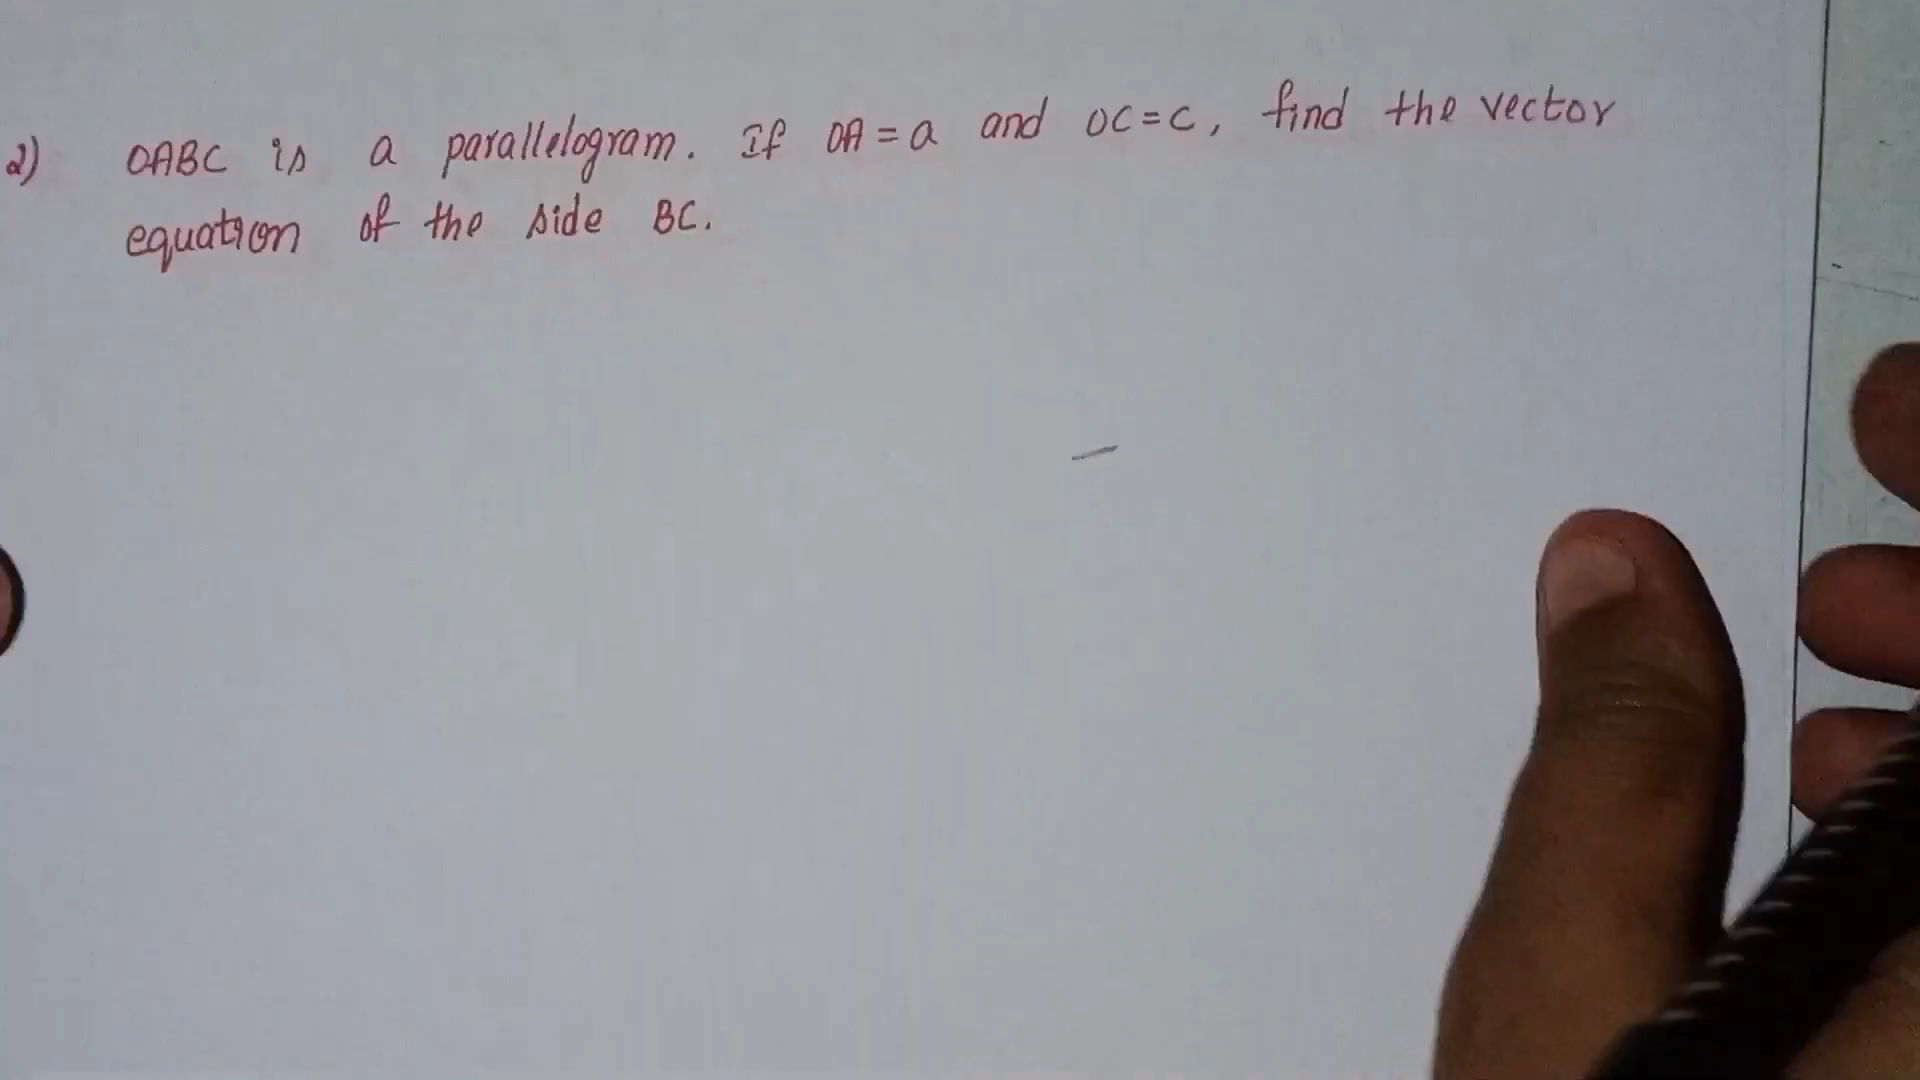 2) OABC is a parallelogram. If OA = a and OC = c, find the vector
equation of the side BC.